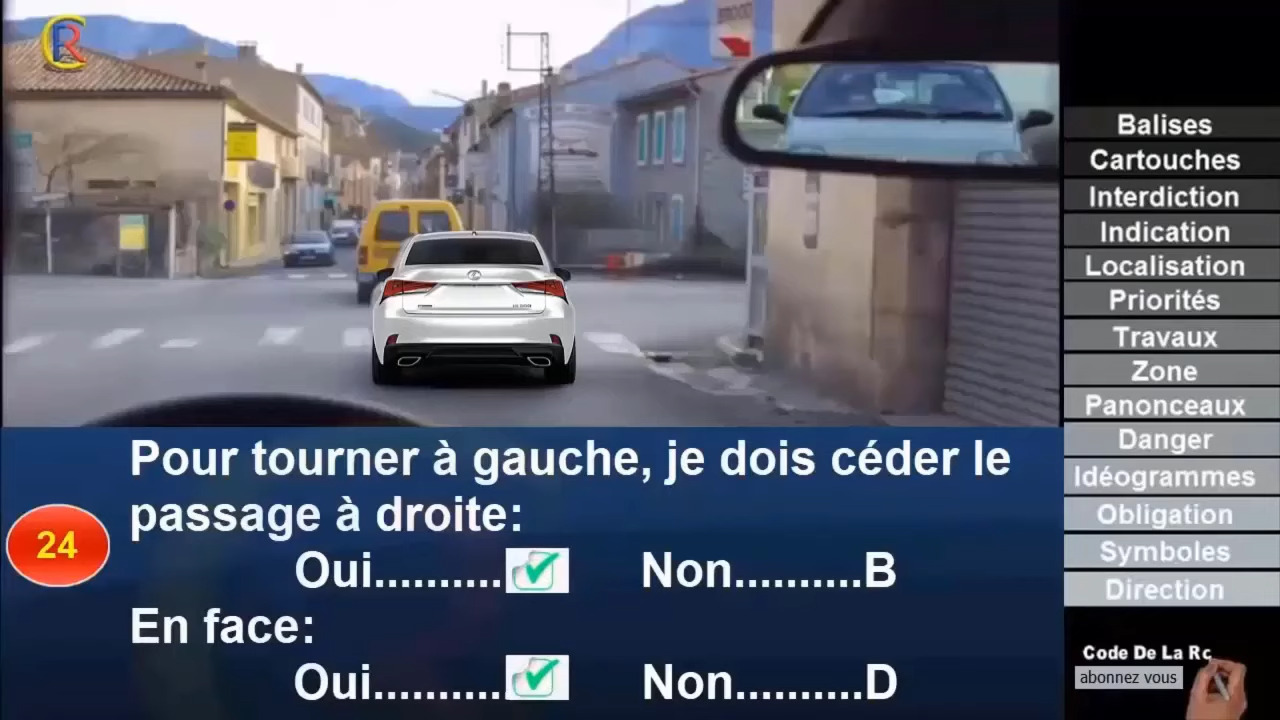 Balises
Cartouches
Interdiction
Indication
Localisation
Priorités
Travaux
Zone
Panonceaux
Danger
Idéogrammes
Obligation
Symboles
Direction
Pour tourner à gauche, je dois céder le
passage à droite:
24
Oui.......... Non..........B
En face:
Oui.......... Non..........D
Code De La Rc
abonnez vous